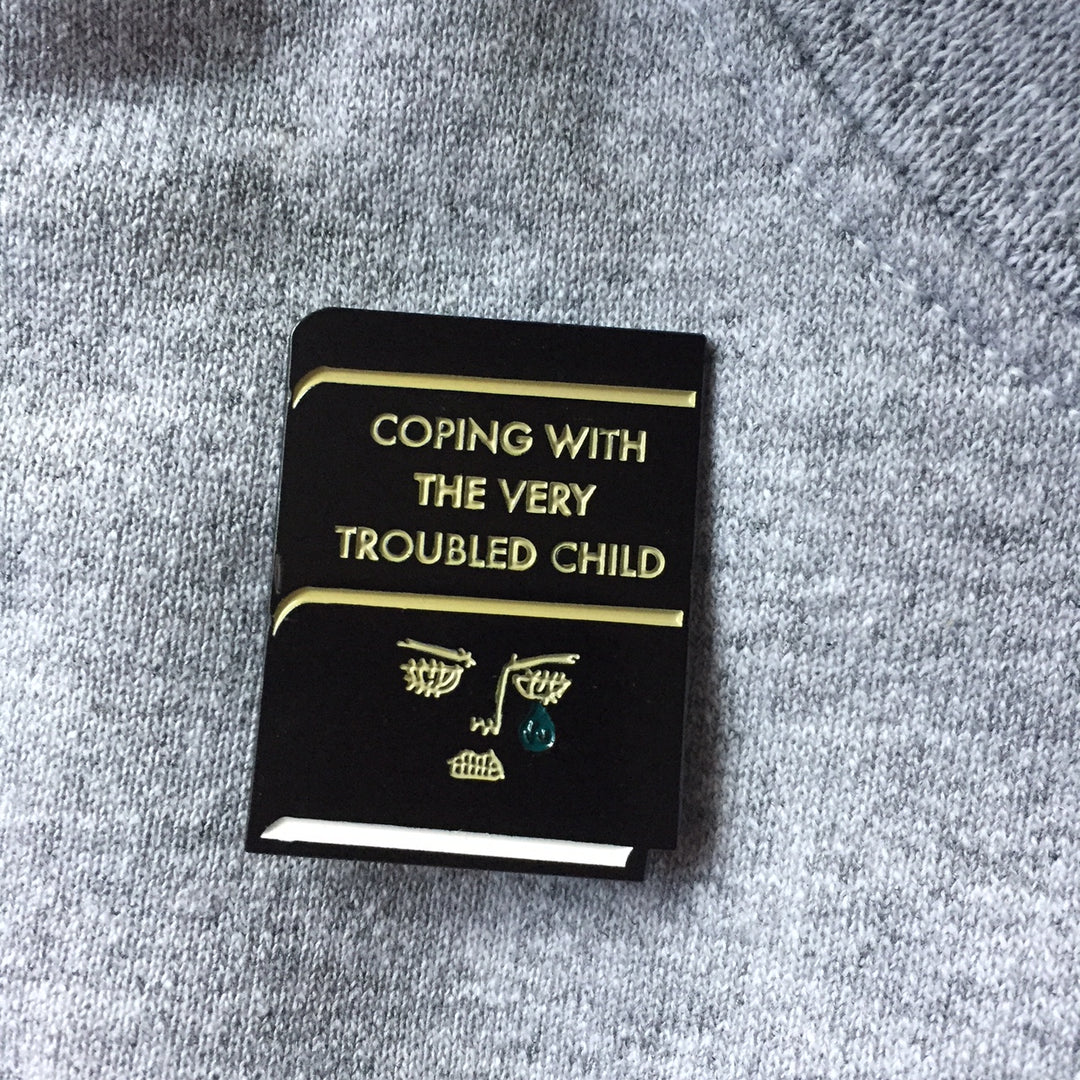 COPING WITH
THE VERY
TROUBLED CHILD